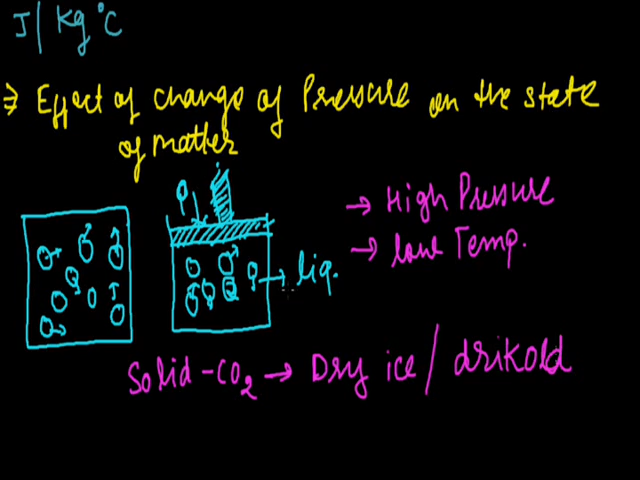 J/kg°C
⇒ Effect of change of Pressure on the state
of matter
P
→ High Pressure
→ low Temp.
→ liq.
Solid-CO₂ → Dry ice / drikold